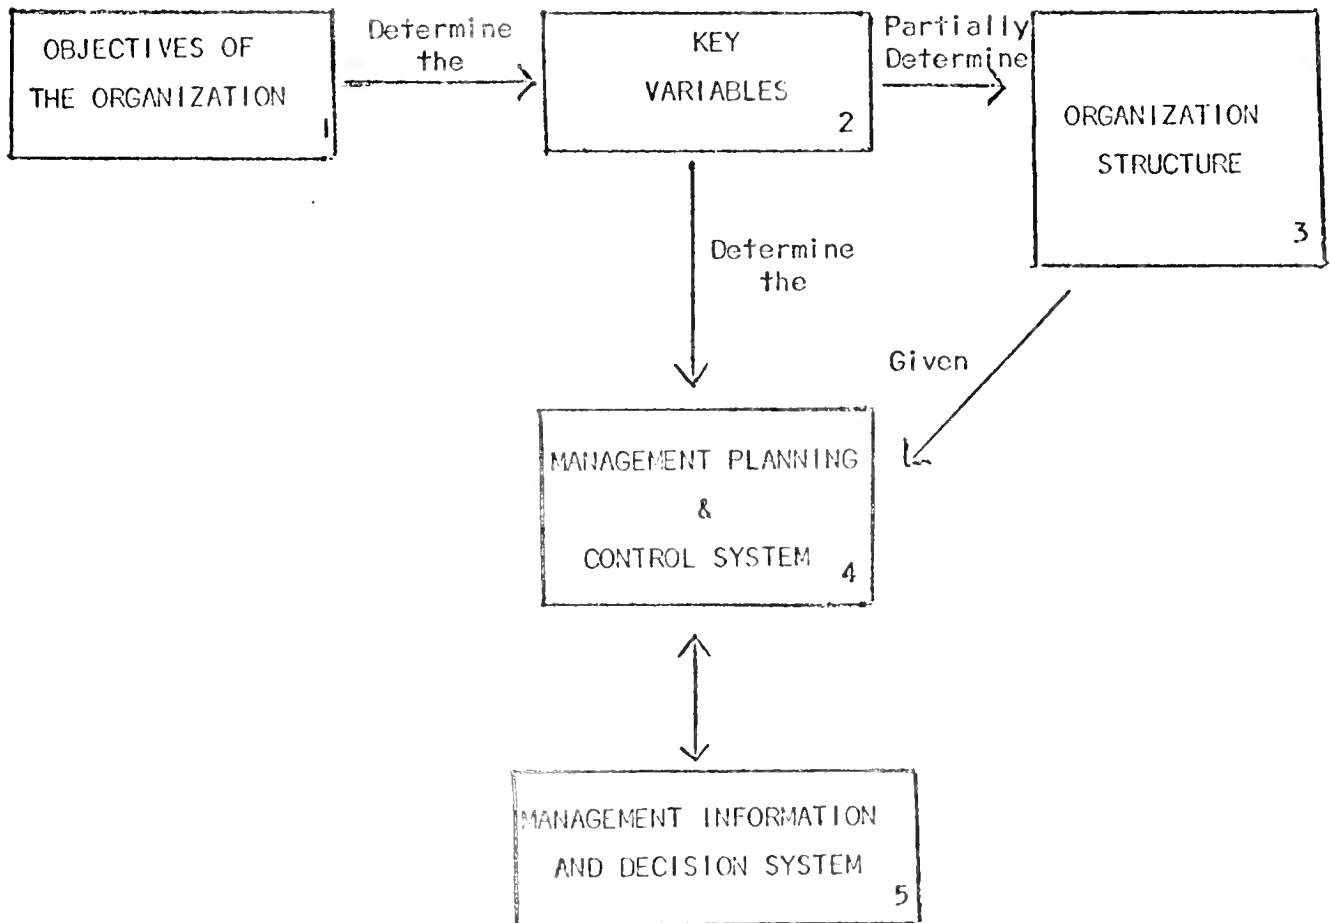 OBJECTIVES OF
THE ORGANIZATION
1
Determine
the
KEY
VARIABLES
2
Partially
Determine
ORGANIZATION
STRUCTURE
3
Determine
the
Given
MANAGEMENT PLANNING
&
CONTROL SYSTEM
4
MANAGEMENT INFORMATION
AND DECISION SYSTEM
5